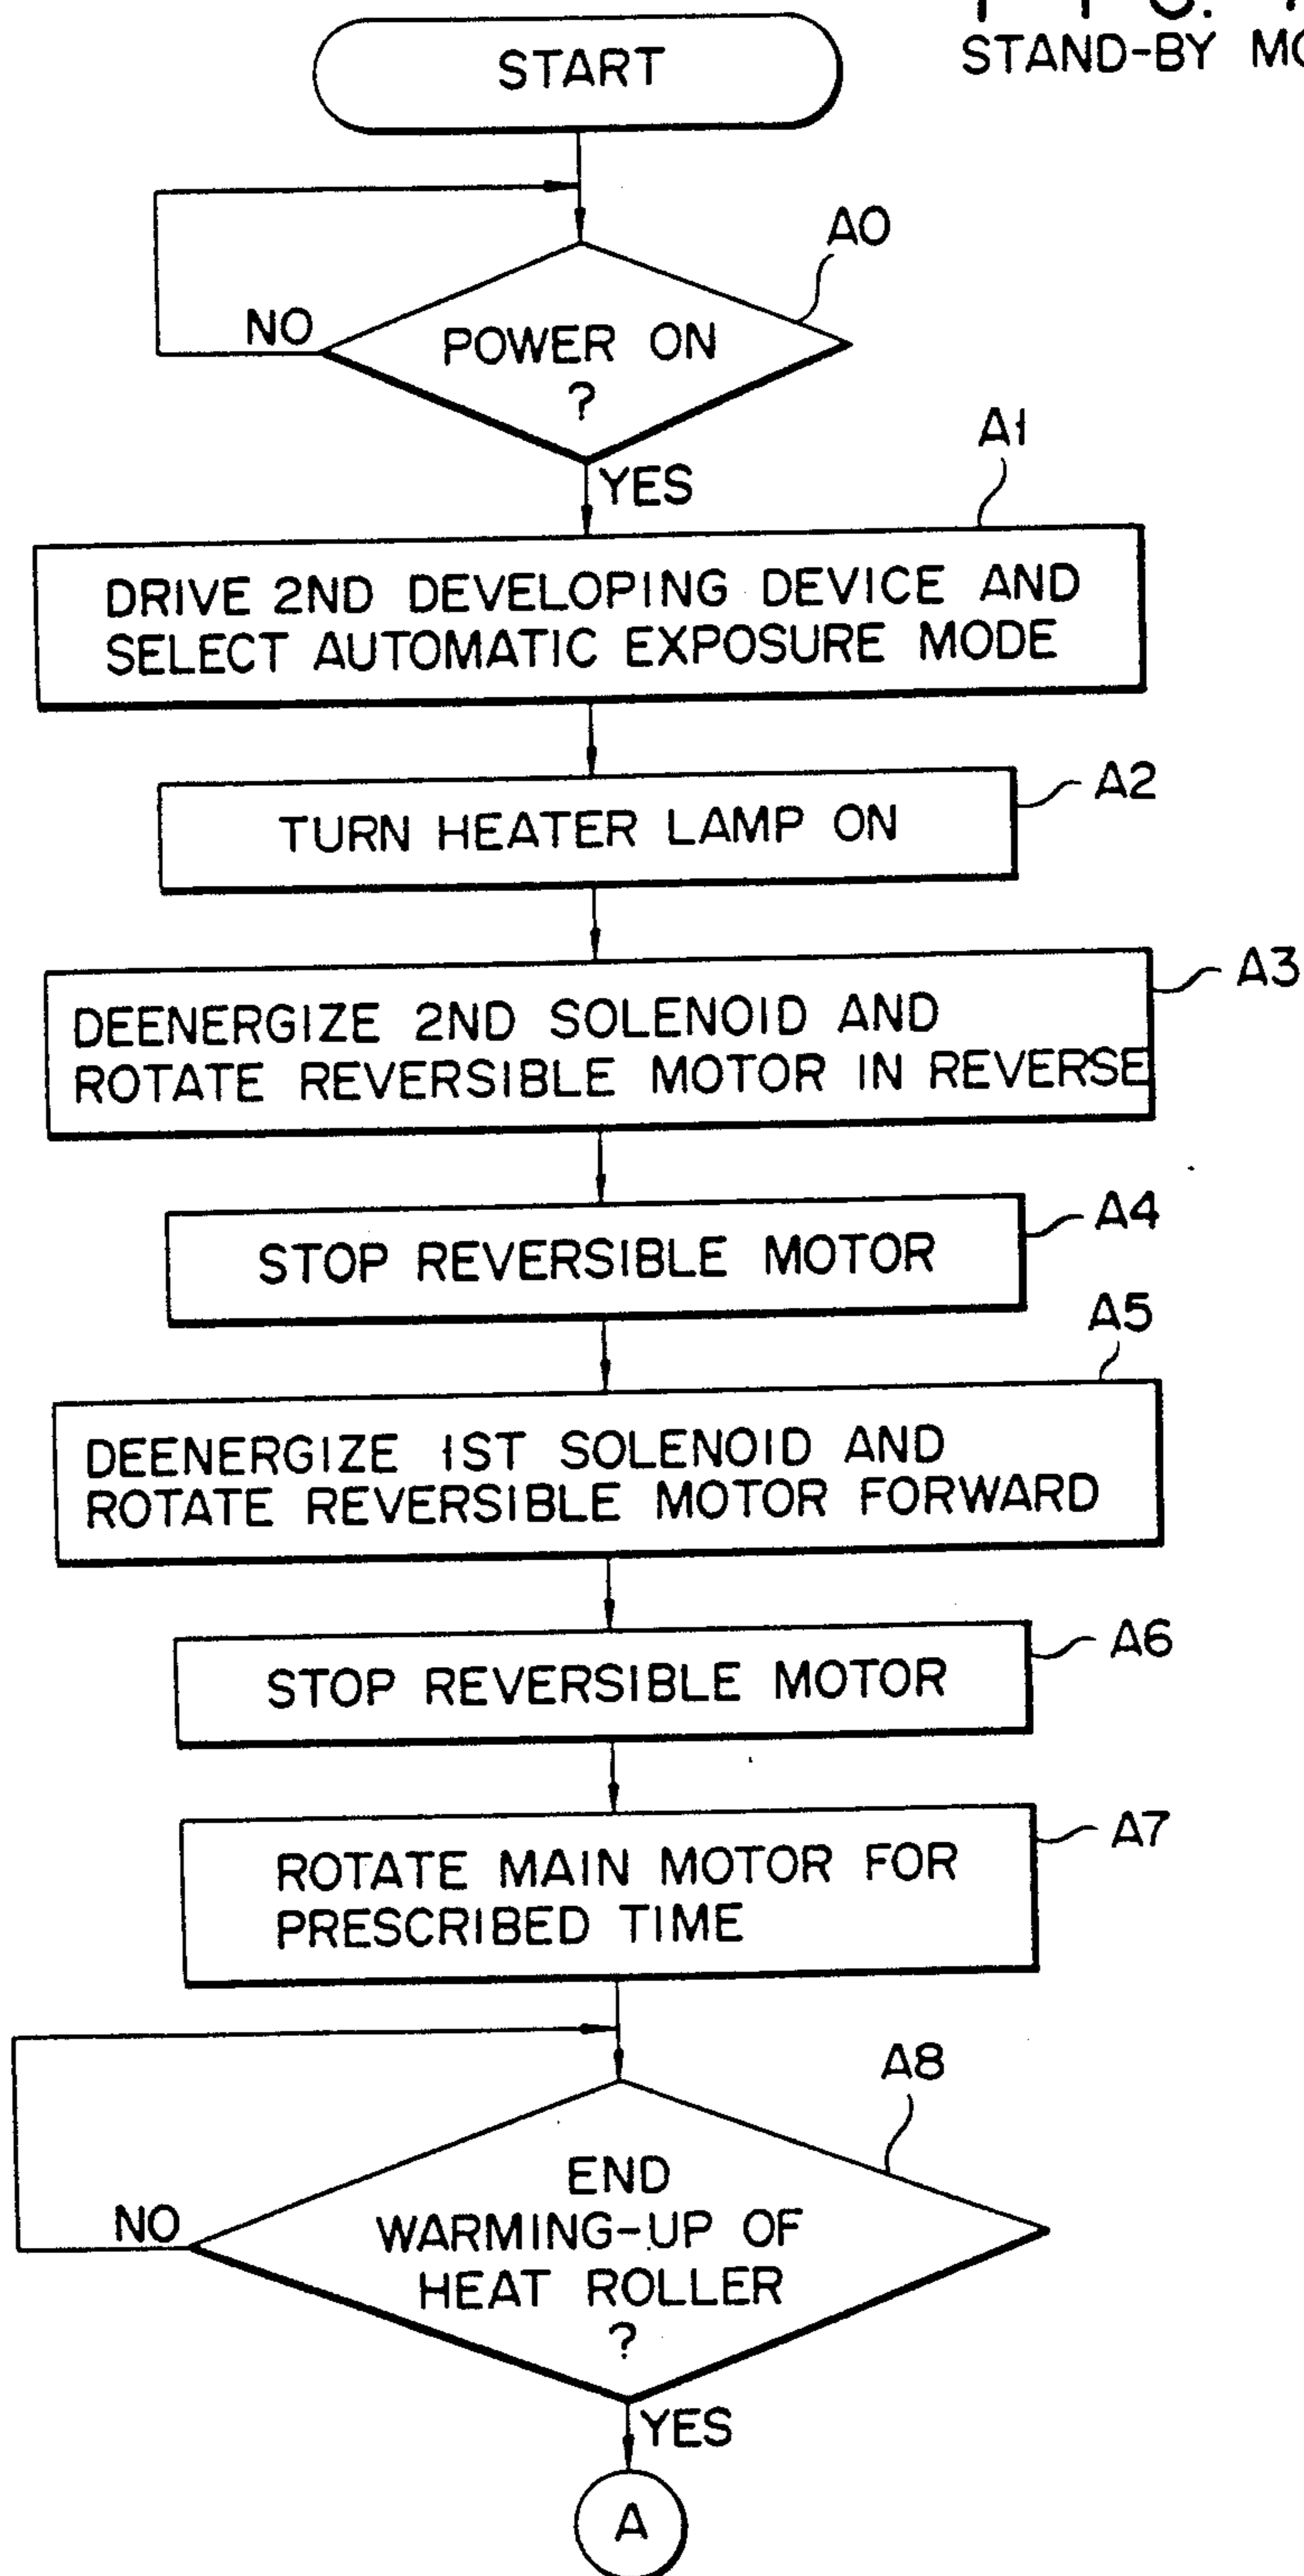 STAND-BY
START
A0
NO
POWER ON
?
YES
A1
DRIVE 2ND DEVELOPING DEVICE AND
SELECT AUTOMATIC EXPOSURE MODE
A2
TURN HEATER LAMP ON
A3
DEENERGIZE 2ND SOLENOID AND
ROTATE REVERSIBLE MOTOR IN REVERSE
A4
STOP REVERSIBLE MOTOR
A5
DEENERGIZE 1ST SOLENOID AND
ROTATE REVERSIBLE MOTOR FORWARD
A6
STOP REVERSIBLE MOTOR
A7
ROTATE MAIN MOTOR FOR
PRESCRIBED TIME
A8
END
WARMING-UP OF
HEAT ROLLER
?
NO
YES
A